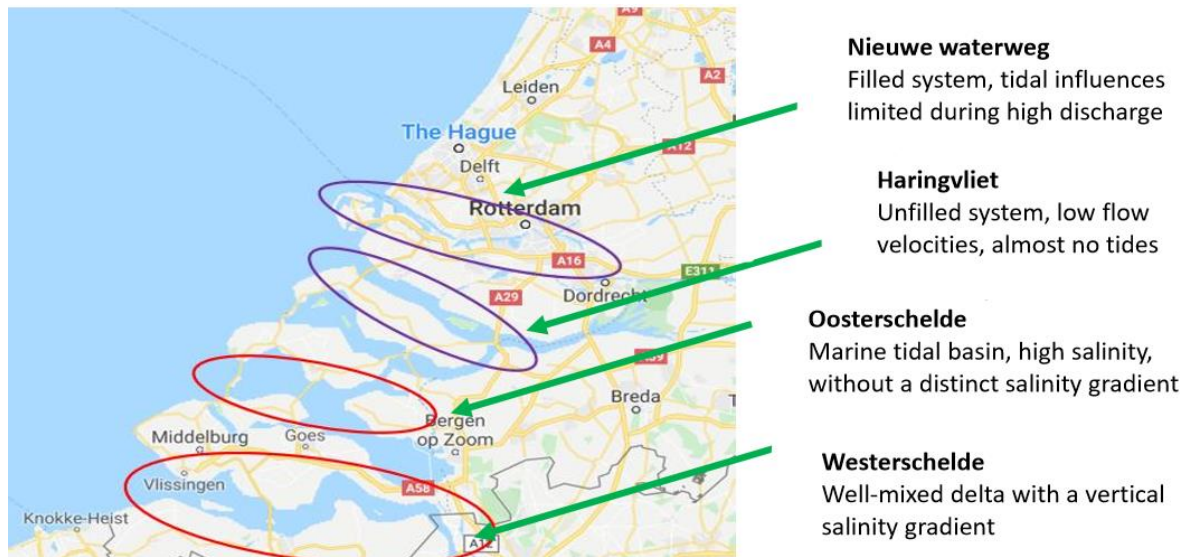 A9
A4
A2
Leiden
The Hague
A12
Delft
Rotterdam
A16
E311
A29
Dordrecht
A59
Breda
Bergen
op Zoom
Middelburg
Goes
Vlissingen
A58
Knokke-Heist
A12
Nieuwe waterweg
Filled system, tidal influences
limited during high discharge
Haringvliet
Unfilled system, low flow
velocities, almost no tides
Oosterschelde
Marine tidal basin, high salinity,
without a distinct salinity gradient
Westerschelde
Well-mixed delta with a vertical
salinity gradient